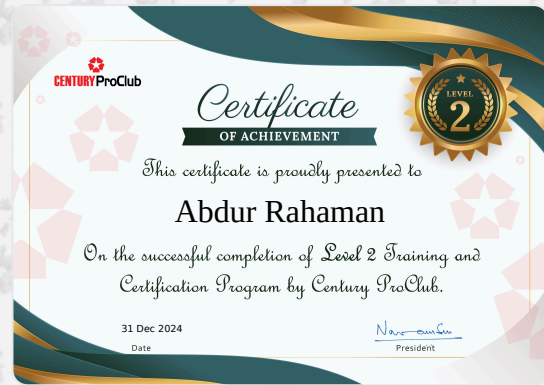 CENTURY ProClub
LEVEL
2
Certificate
OF ACHIEVEMENT
This certificate is proudly presented to
Abdur Rahaman
On the successful completion of Level 2 Training and
Certification Program by Century ProClub.
31 Dec 2024
Date
President